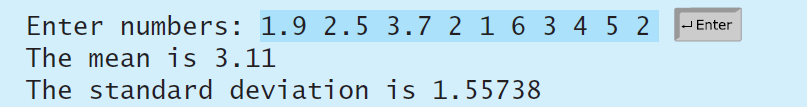 Enter numbers: 1.9 2.5 3.7 2 1 6 3 4 5 2 ↵ Enter
The mean is 3.11
The standard deviation is 1.55738